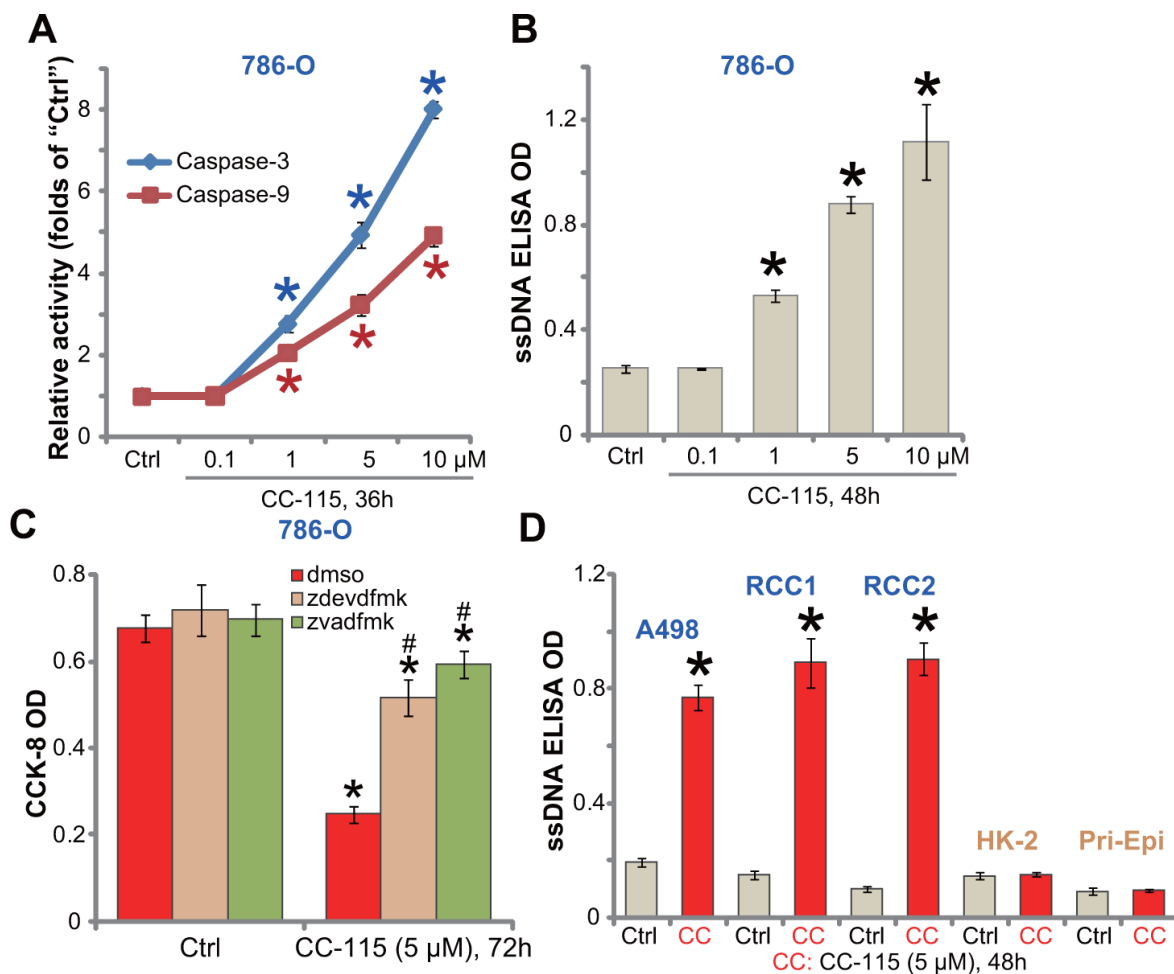 A
786-O
Relative activity (folds of “Ctrl”)
8
6
4
2
0
Caspase-3
Caspase-9
*
*
*
*
*
*
Ctrl 0.1 1 5 10 μM
CC-115, 36h
B
786-O
ssDNA ELISA OD
1.2
0.8
0.4
0
*
*
*
Ctrl 0.1 1 5 10 μM
CC-115, 48h
C
786-O
CCK-8 OD
0.8
0.6
0.4
0.2
0
dmso
zdevdfmk
zvadfmk
*
#
*
#
*
Ctrl CC-115 (5 μM), 72h
D
ssDNA ELISA OD
1.2
0.8
0.4
0
A498
RCC1
RCC2
HK-2
Pri-Epi
*
*
*
Ctrl CC Ctrl CC Ctrl CC Ctrl CC Ctrl CC
CC: CC-115 (5 μM), 48h